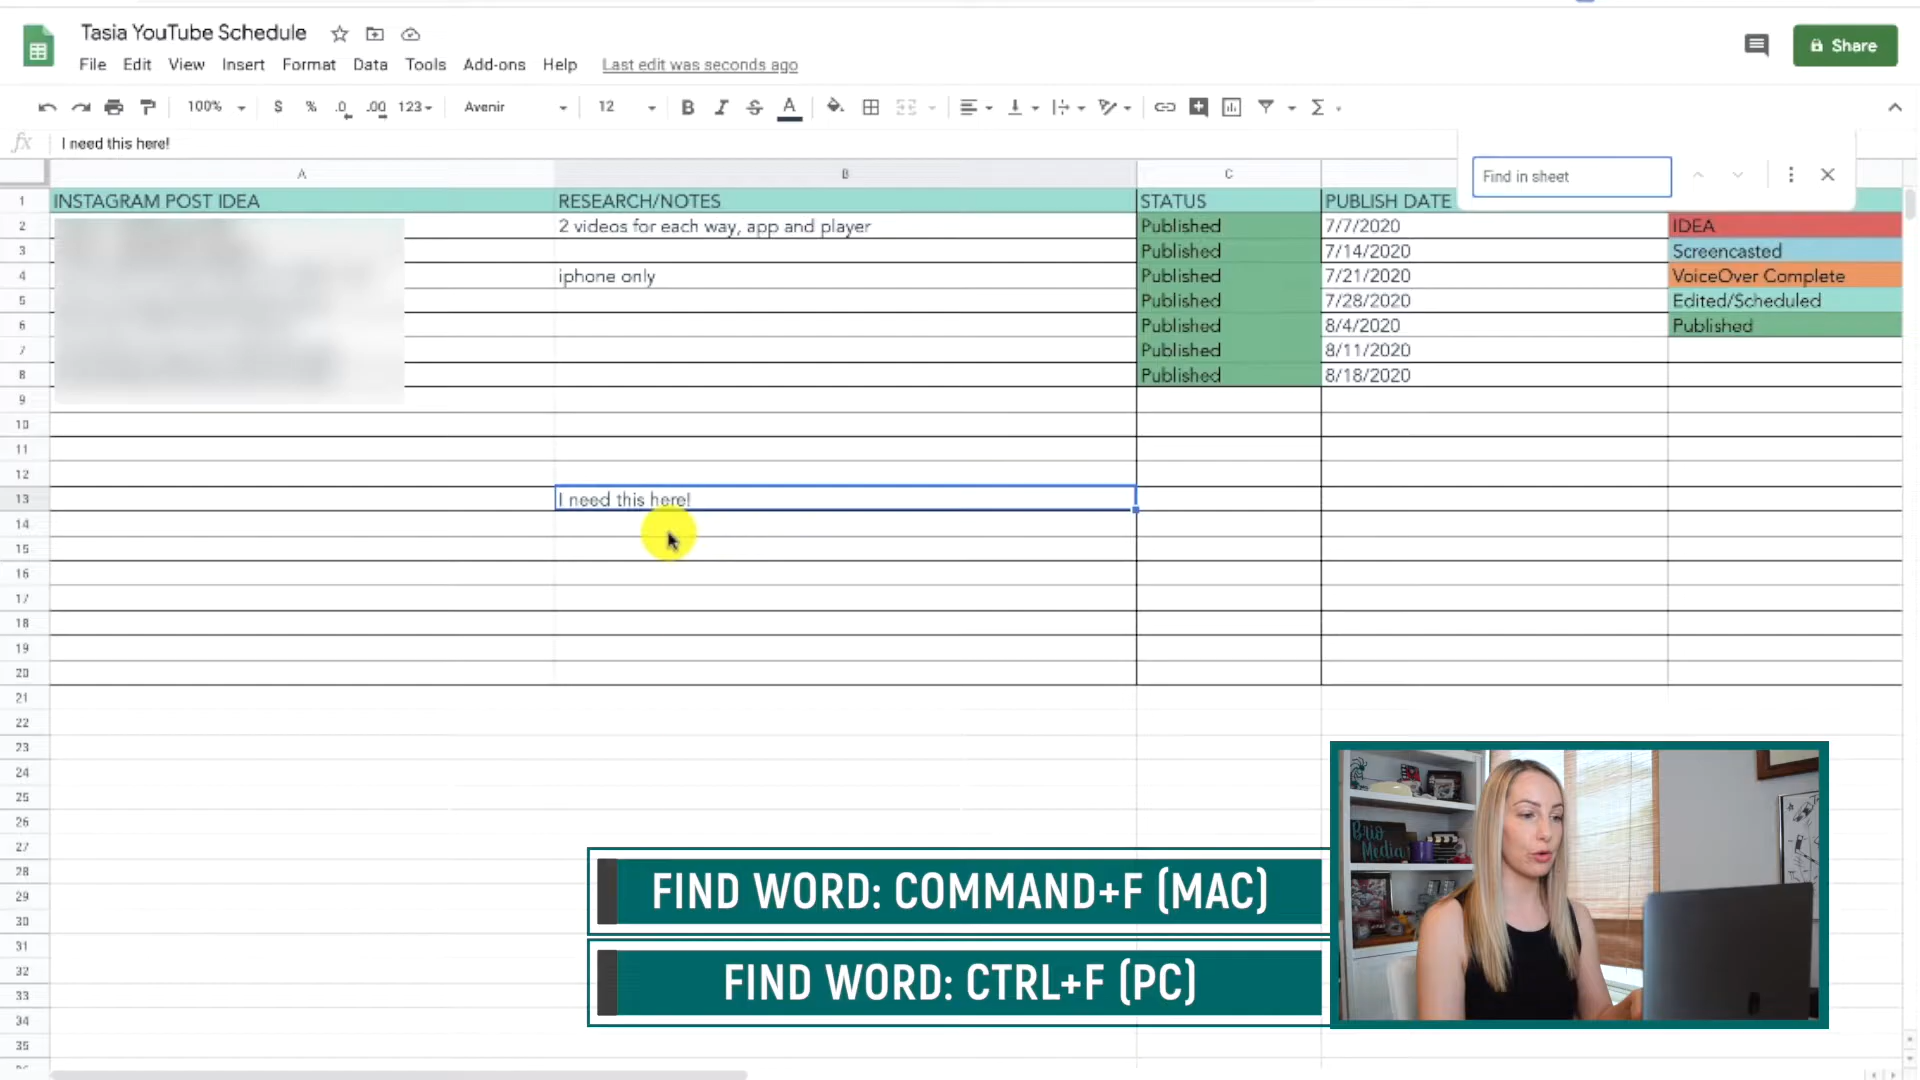 Tasia YouTube Schedule
File Edit View Insert Format Data Tools Add-ons Help Last edit was seconds ago
Share
100% $ % .0 .00 123 Avenir 12 B I S A Σ
fx I need this here!
Find in sheet
A B C
1 INSTAGRAM POST IDEA RESEARCH/NOTES STATUS PUBLISH DATE
2 2 videos for each way, app and player Published 7/7/2020 IDEA
3 Published 7/14/2020 Screencasted
4 iphone only Published 7/21/2020 VoiceOver Complete
5 Published 7/28/2020 Edited/Scheduled
6 Published 8/4/2020 Published
7 Published 8/11/2020
8 Published 8/18/2020
9
10
11
12
13 I need this here!
14
15
16
17
18
19
20
21
22
23
24
25
26
27
28
29
30
31
32
33
34
35
Brio
Media
FIND WORD: COMMAND+F (MAC)
FIND WORD: CTRL+F (PC)